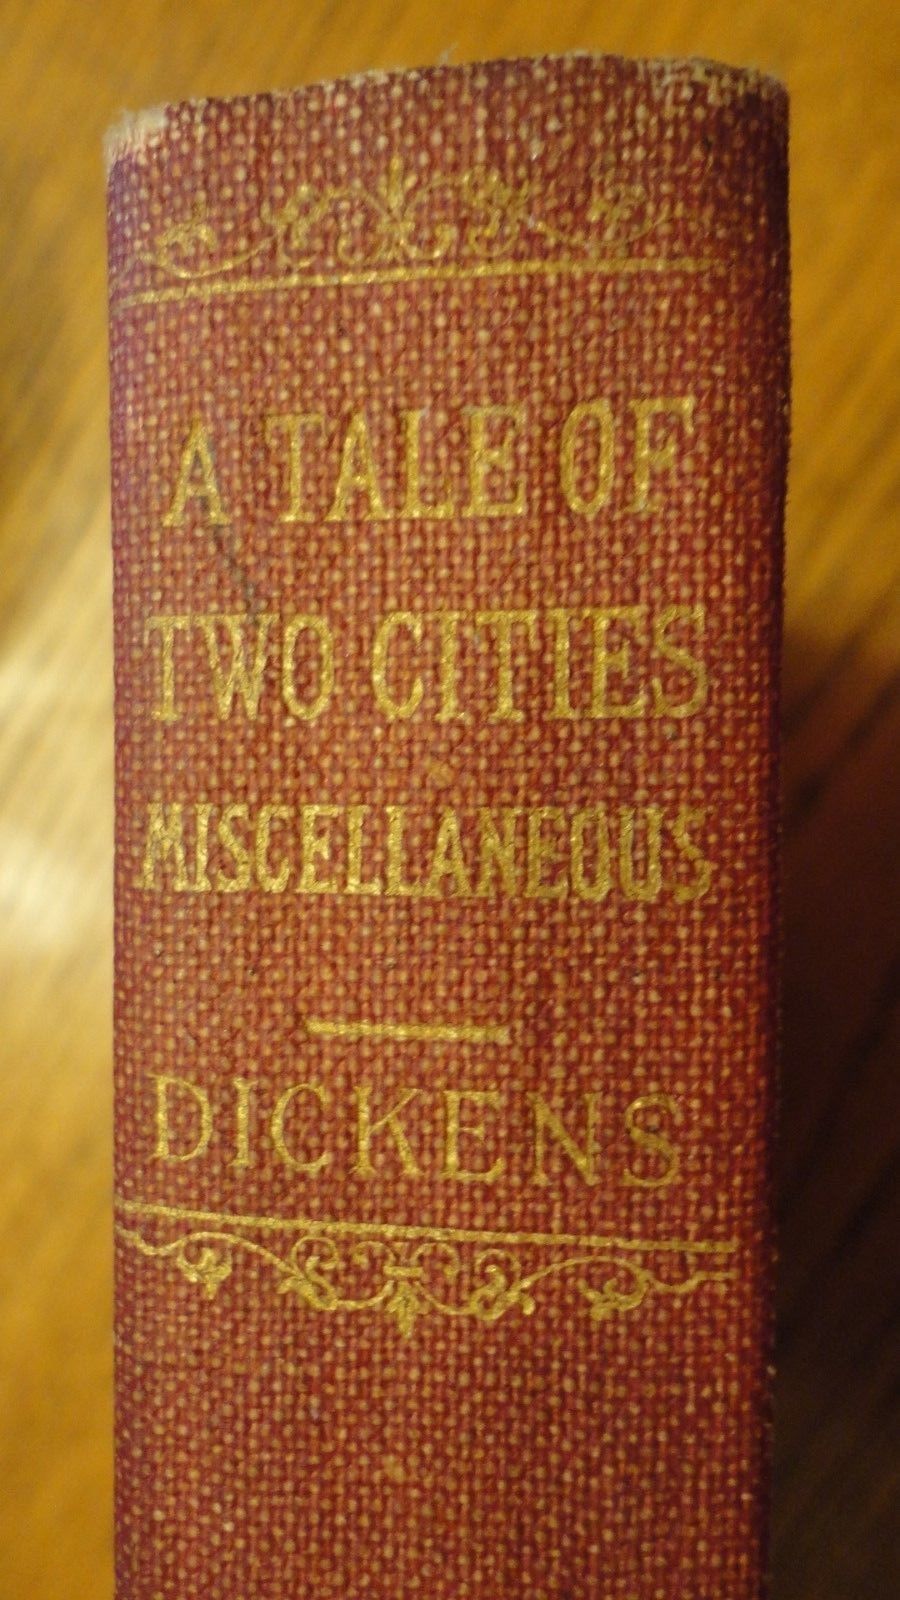 A TALE OF
TWO CITIES
MISCELLANEOUS
DICKENS